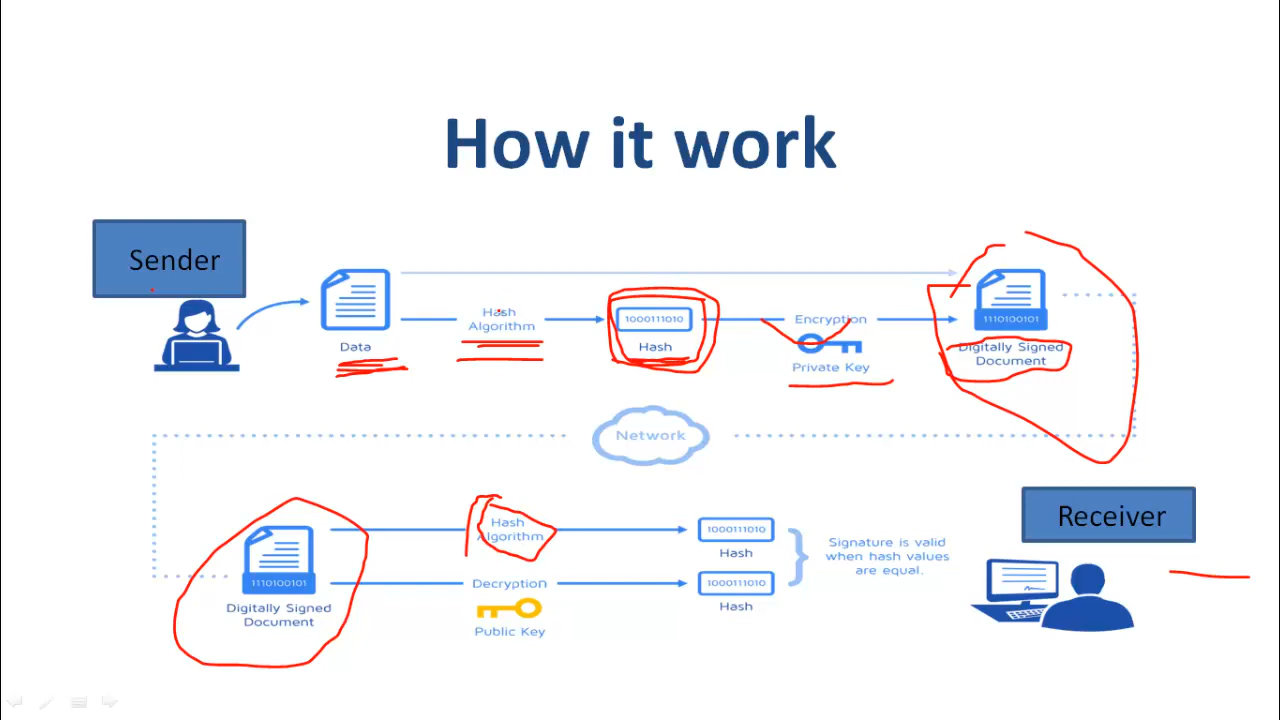 How it work
Sender
Hash
Algorithm
1000111010
Encryption
1110100101
Data
Hash
Private Key
Digitally Signed
Document
Network
Receiver
Hash
Algorithm
1000111010
Hash
Signature is valid
when hash values
are equal.
1110100101
Decryption
1000111010
Digitally Signed
Document
Hash
Public Key